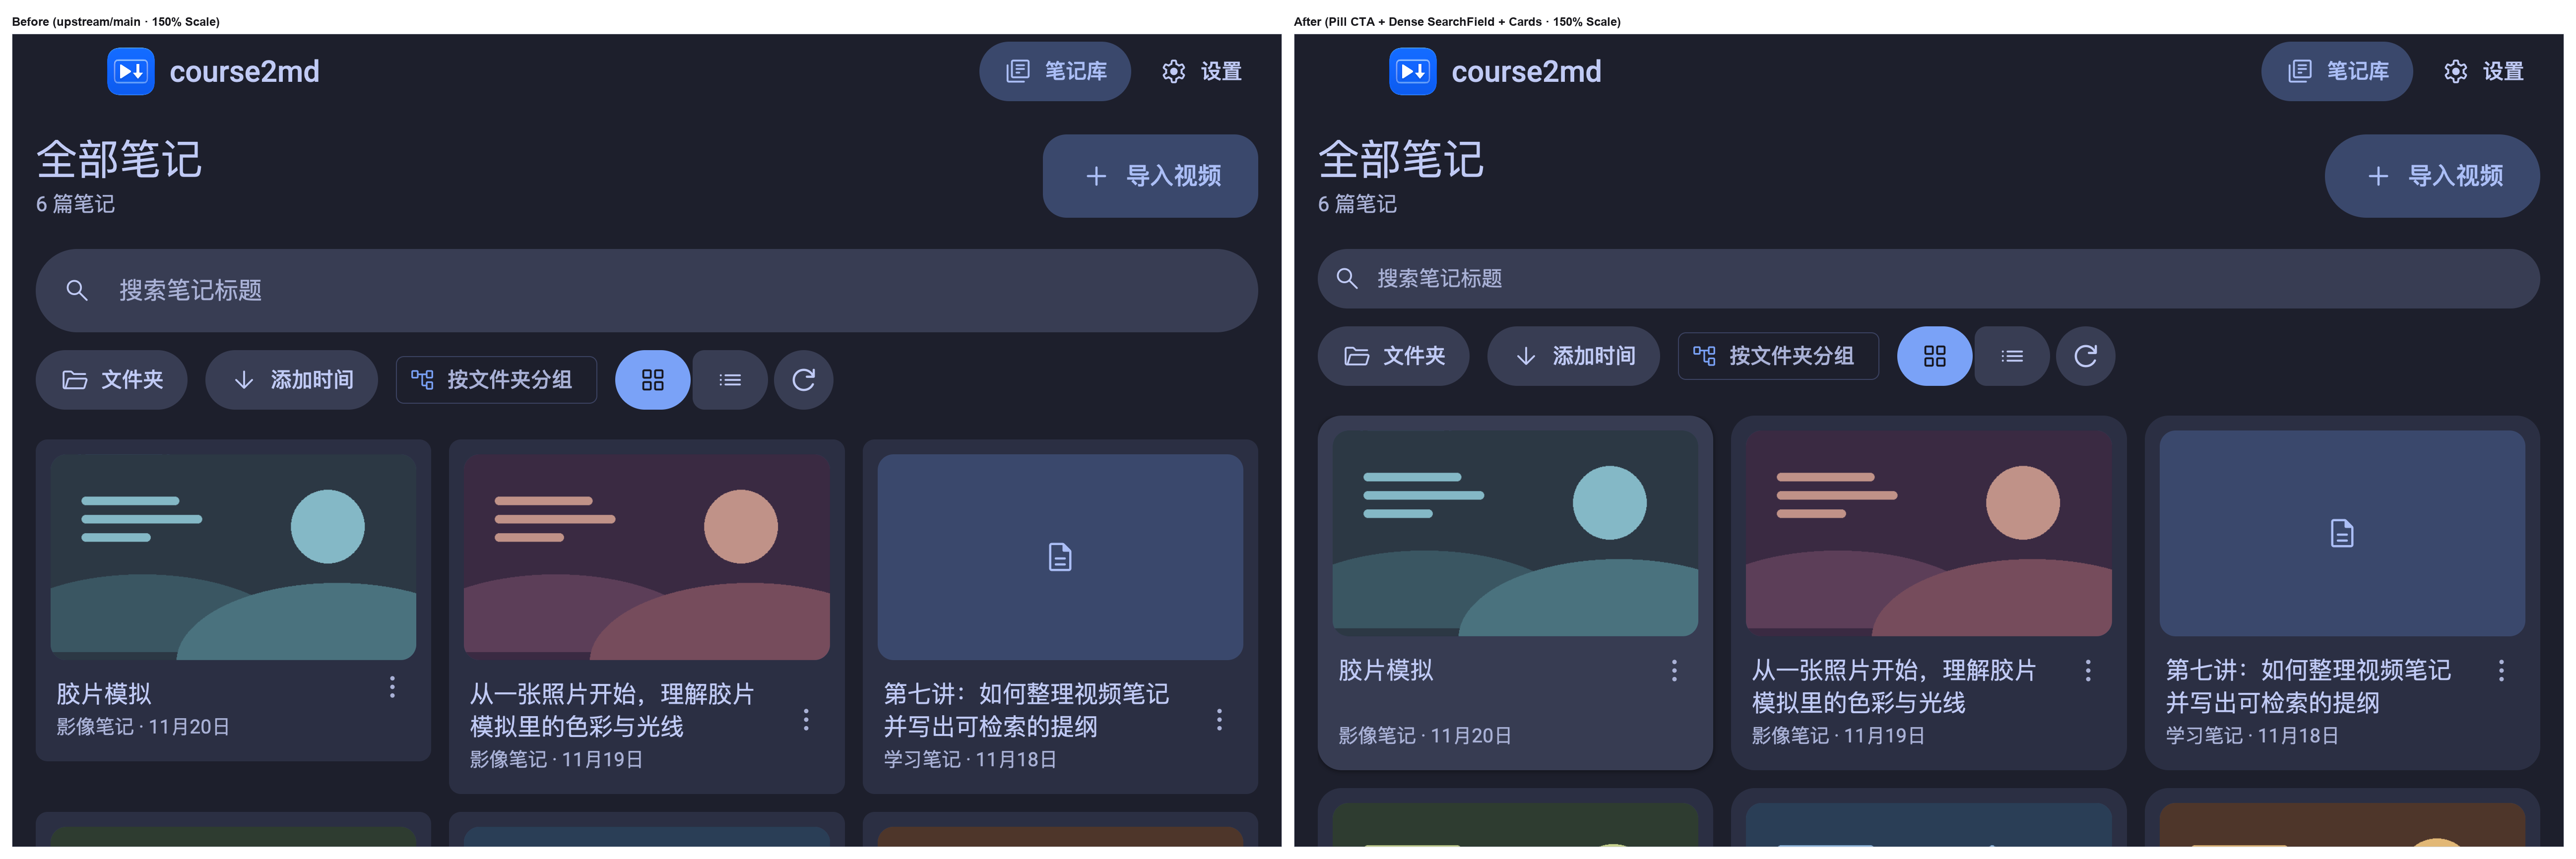 Before (upstream/main · 150% Scale)
course2md
笔记库
设置
全部笔记
6 篇笔记
导入视频
搜索笔记标题
文件夹
添加时间
按文件夹分组
胶片模拟
影像笔记 · 11月20日
从一张照片开始，理解胶片
模拟里的色彩与光线
影像笔记 · 11月19日
第七讲：如何整理视频笔记
并写出可检索的提纲
学习笔记 · 11月18日
After (Pill CTA + Dense SearchField + Cards · 150% Scale)
course2md
笔记库
设置
全部笔记
6 篇笔记
导入视频
搜索笔记标题
文件夹
添加时间
按文件夹分组
胶片模拟
影像笔记 · 11月20日
从一张照片开始，理解胶片
模拟里的色彩与光线
影像笔记 · 11月19日
第七讲：如何整理视频笔记
并写出可检索的提纲
学习笔记 · 11月18日